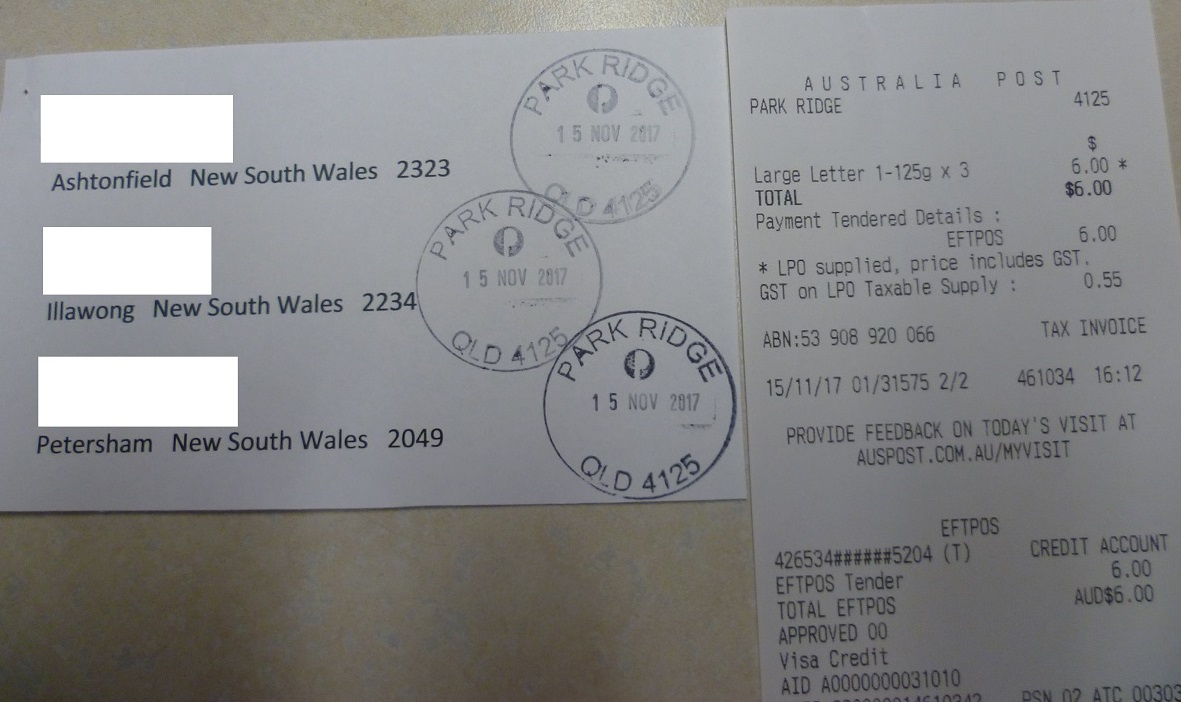 Ashtonfield New South Wales 2323
PARK RIDGE
15 NOV 2017
QLD 4125
Illawong New South Wales 2234
PARK RIDGE
15 NOV 2017
QLD 4125
Petersham New South Wales 2049
PARK RIDGE
15 NOV 2017
QLD 4125
AUSTRALIA POST
PARK RIDGE 4125
$
Large Letter 1-125g x 3 6.00 *
TOTAL $6.00
Payment Tendered Details :
EFTPOS 6.00
* LPO supplied, price includes GST.
GST on LPO Taxable Supply : 0.55
ABN:53 908 920 066 TAX INVOICE
15/11/17 01/31575 2/2 461034 16:12
PROVIDE FEEDBACK ON TODAY'S VISIT AT
AUSPOST.COM.AU/MYVISIT
EFTPOS
426534######5204 (T) CREDIT ACCOUNT
EFTPOS Tender 6.00
TOTAL EFTPOS AUD$6.00
APPROVED 00
Visa Credit
AID A0000000031010
PSN 02 ATC 00303